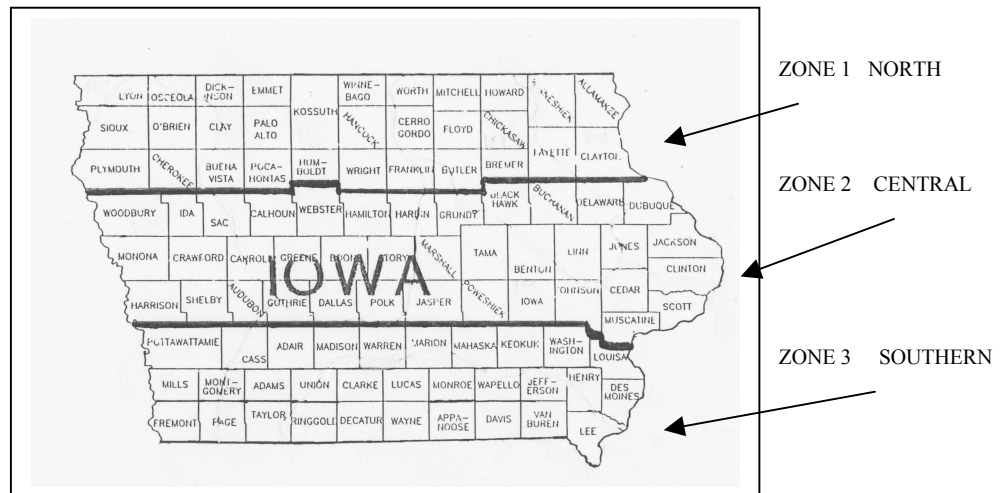 ZONE 1 NORTH
ZONE 2 CENTRAL
ZONE 3 SOUTHERN
LYON OSCEOLA DICK-INSON EMMET KOSSUTH WINNE-BAGO WORTH MITCHELL HOWARD ALLAMAKEE
SIOUX O'BRIEN CLAY PALO ALTO HANCOCK CERRO GORDO FLOYD CHICKASAW FAYETTE CLAYTON
PLYMOUTH CHEROKEE BUENA VISTA POCA-HONTAS HUM-BOLDT WRIGHT FRANKLIN BUTLER BREMER
WOODBURY IDA SAC CALHOUN WEBSTER HAMILTON HARDIN GRUNDY BLACK HAWK BUCHANAN DELAWARE DUBUQUE
MONONA CRAWFORD CARROLL GREENE BOONE STORY MARSHALL TAMA BENTON LINN JONES JACKSON
CLINTON
IOWA
HARRISON SHELBY AUDUBON GUTHRIE DALLAS POLK JASPER POWESHIEK IOWA JOHNSON CEDAR SCOTT
MUSCATINE
POTTAWATTAMIE CASS ADAIR MADISON WARREN MARION MAHASKA KEOKUK WASH-INGTON LOUISA
MILLS MONT-GOMERY ADAMS UNION CLARKE LUCAS MONROE WAPELLO JEFF-ERSON HENRY DES MOINES
FREMONT PAGE TAYLOR RINGGOLD DECATUR WAYNE APPA-NOOSE DAVIS VAN BUREN LEE